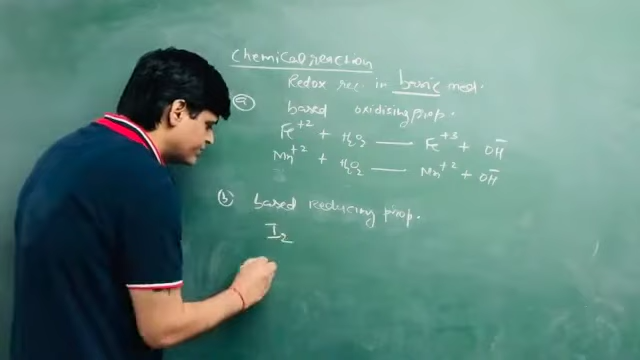 Chemical reaction
Redox rec. in basic med.
(a) based oxidising prop.
Fe+2 + H2O2 —— Fe+3 + OH-
Mn+2 + H2O2 —— Mn+2 + OH-
(b) based reducing prop.
I2